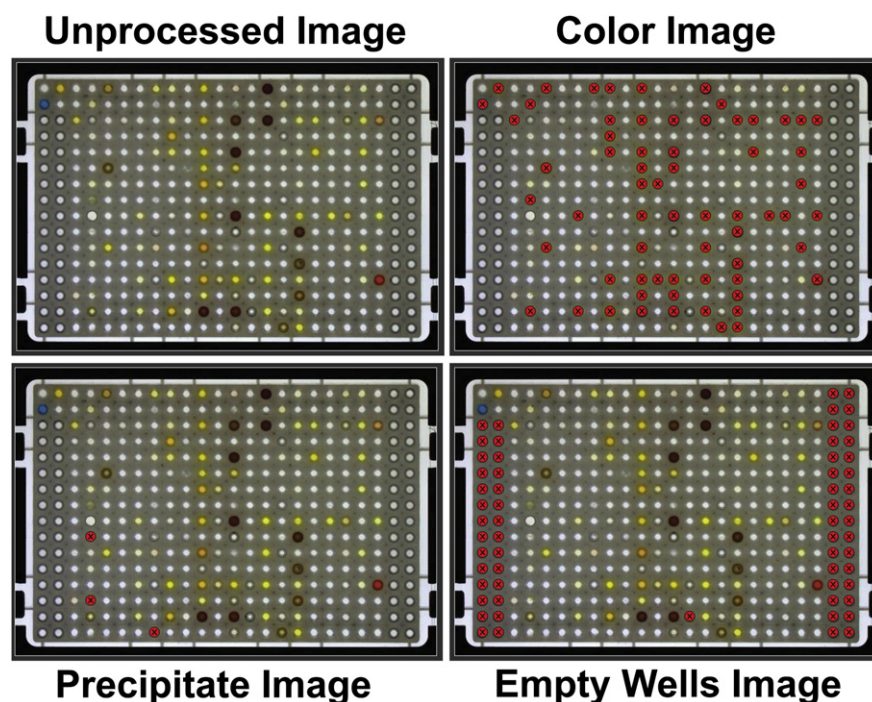 Unprocessed Image
Color Image
Precipitate Image
Empty Wells Image